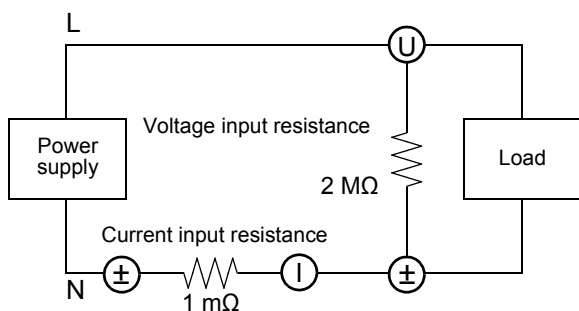 L
U
Voltage input resistance
Power
supply
Load
2 MΩ
Current input resistance
N
±
I
±
1 mΩ